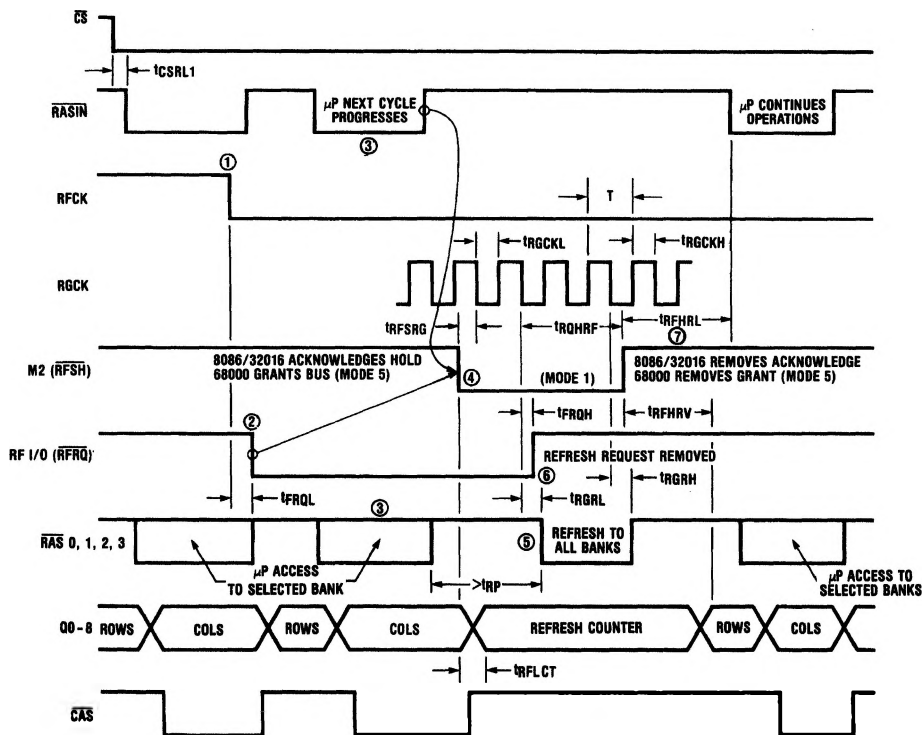 CS
tCSRL1
RASIN
μP NEXT CYCLE
PROGRESSES
③
μP CONTINUES
OPERATIONS
①
RFCK
T
tRGCKL
tRGCKH
RGCK
tRFSRG
tRQHRF
tRFHRL
⑦
M2 (RFSH)
8086/32016 ACKNOWLEDGES HOLD
68000 GRANTS BUS (MODE 5)
④
(MODE 1)
8086/32016 REMOVES ACKNOWLEDGE
68000 REMOVES GRANT (MODE 5)
②
tFRQH
tRFHRV
RF I/O (RFRQ)
REFRESH REQUEST REMOVED
⑥
tFRQL
③
tRGRL
tRGRH
RAS 0, 1, 2, 3
⑤
REFRESH TO
ALL BANKS
μP ACCESS
TO SELECTED BANK
>tRP
μP ACCESS TO
SELECTED BANKS
Q0-8 ROWS COLS ROWS COLS REFRESH COUNTER ROWS COLS
tRFLCT
CAS